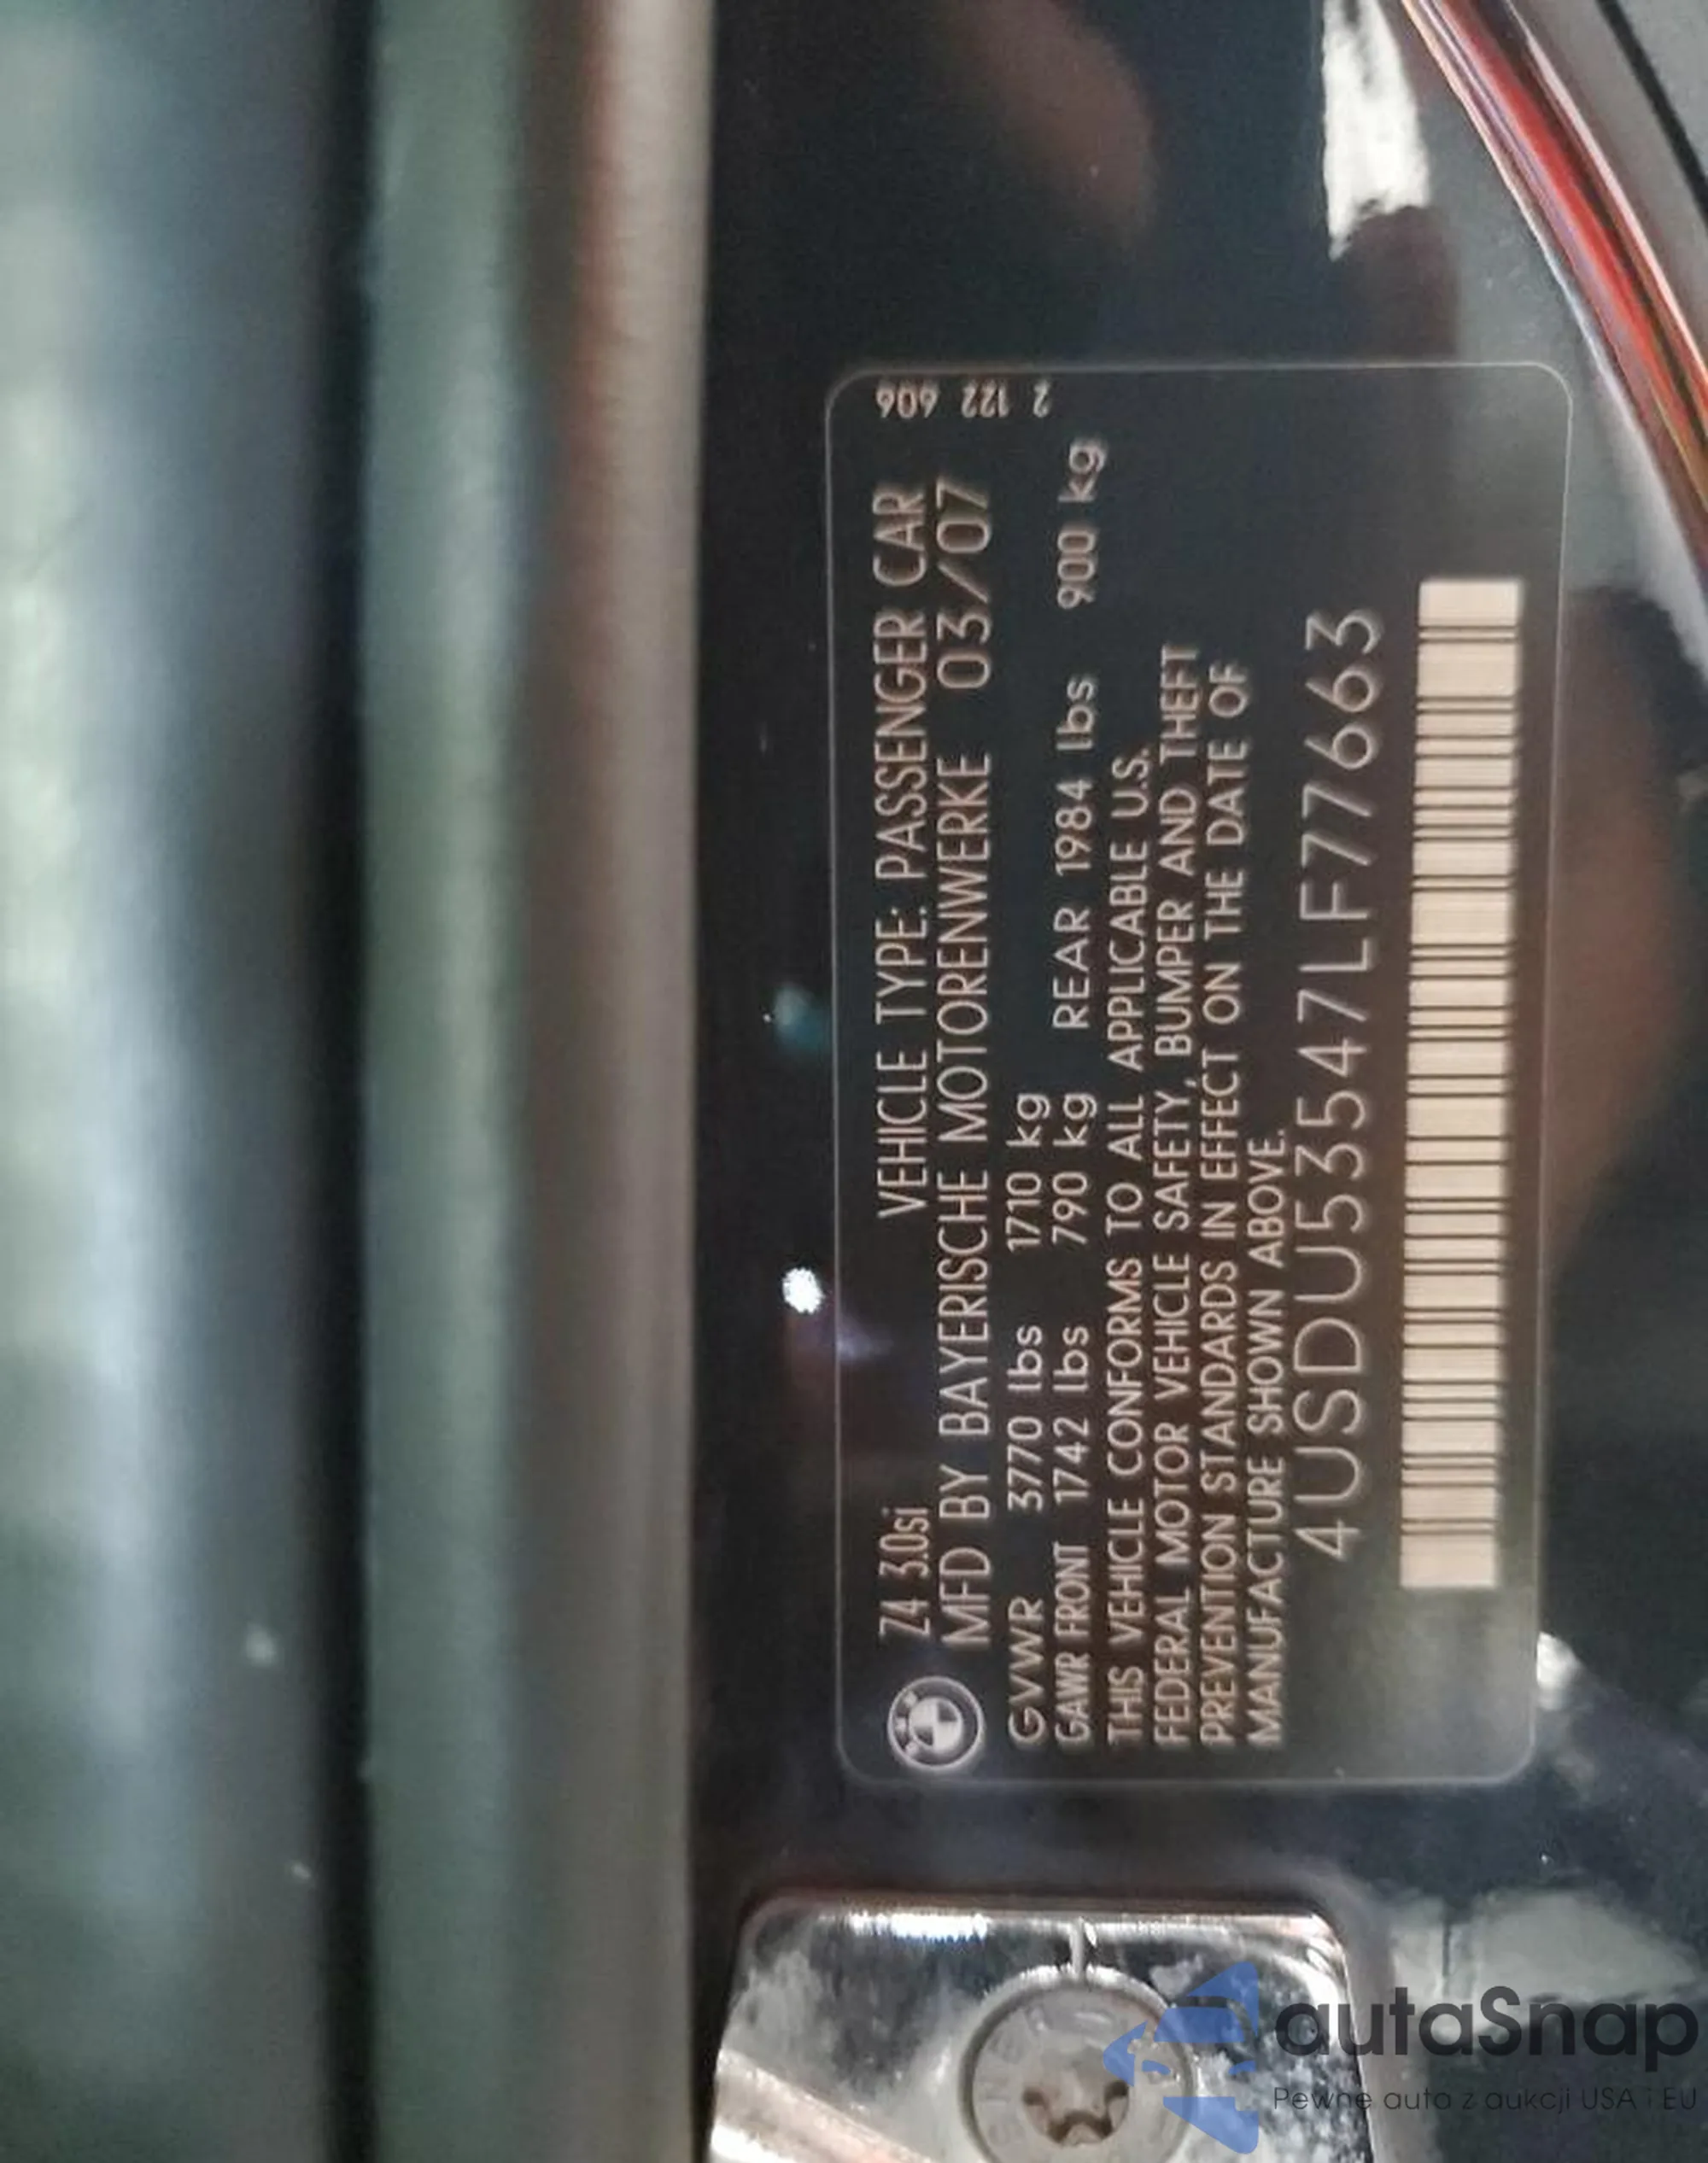 Z4 3.0si VEHICLE TYPE: PASSENGER CAR
MFD BY BAYERISCHE MOTORENWERKE 03/07
2 122 606
GVWR 3770 lbs 1710 kg
GAWR FRONT 1742 lbs 790 kg REAR 1984 lbs 900 kg
THIS VEHICLE CONFORMS TO ALL APPLICABLE U.S.
FEDERAL MOTOR VEHICLE SAFETY, BUMPER AND THEFT
PREVENTION STANDARDS IN EFFECT ON THE DATE OF
MANUFACTURE SHOWN ABOVE.
4USDU53547LF77663
autaSnap
Pewne auta z aukcji USA i EU